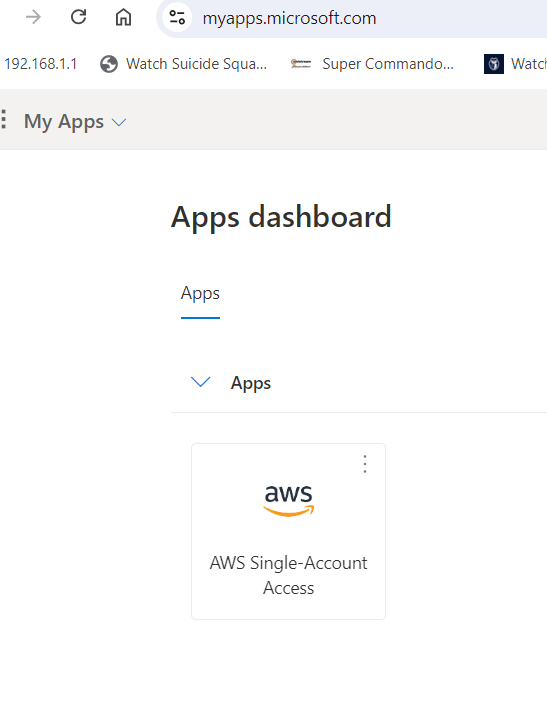 myapps.microsoft.com
192.168.1.1 Watch Suicide Squa... Super Commando... Watc
My Apps
Apps dashboard
Apps
Apps
aws
AWS Single-Account
Access